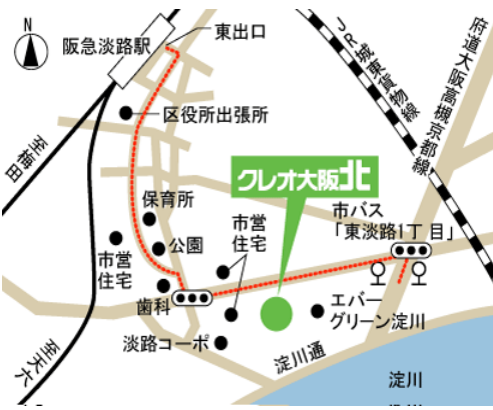 N
阪急淡路駅
東出口
JR城東貨物線
府道大阪高槻京都線
区役所出張所
至梅田
クレオ大阪北
保育所
市バス
「東淡路1丁目」
市営
住宅
公園
市営
住宅
歯科
エバー
グリーン淀川
淡路コーポ
淀川通
至天六
淀川